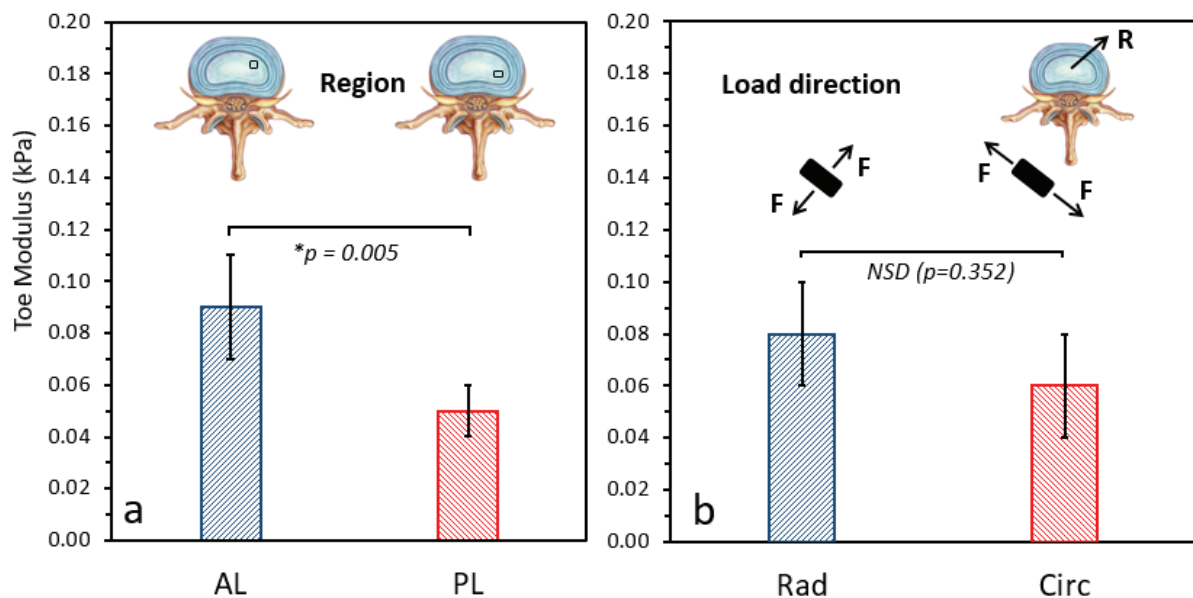 Toe Modulus (kPa)
0.20
0.18
0.16
0.14
0.12
0.10
0.08
0.06
0.04
0.02
0.00
Region
*p = 0.005
a
AL
PL
0.20
0.18
0.16
0.14
0.12
0.10
0.08
0.06
0.04
0.02
0.00
R
Load direction
F
F
F
F
NSD (p=0.352)
b
Rad
Circ